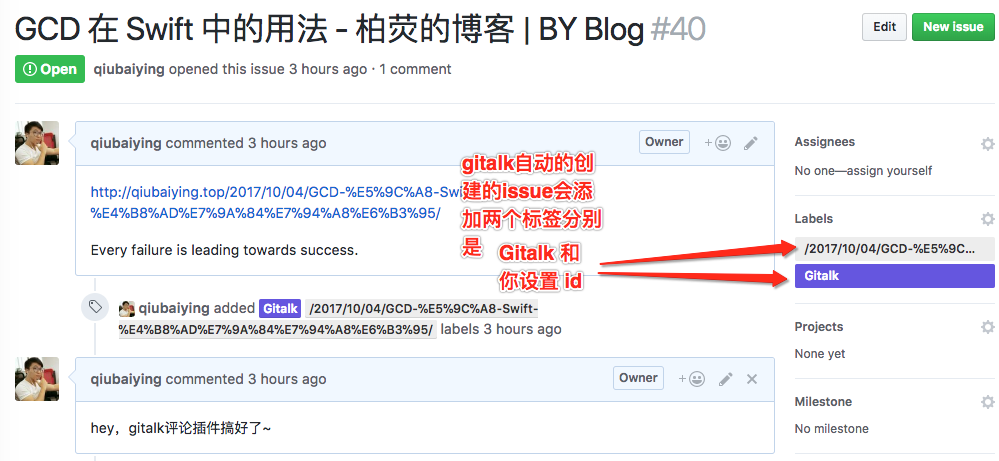 GCD 在 Swift 中的用法 - 柏荧的博客 | BY Blog #40
Edit
New issue
Open
qiubaiying opened this issue 3 hours ago · 1 comment
qiubaiying commented 3 hours ago
Owner
http://qiubaiying.top/2017/10/04/GCD-%E5%9C%A8-Swi
%E4%B8%AD%E7%9A%84%E7%94%A8%E6%B3%95/
Every failure is leading towards success.
gitalk自动的创
建的issue会添
加两个标签分别
是
Gitalk 和
你设置 id
Assignees
No one—assign yourself
Labels
/2017/10/04/GCD-%E5%9C...
Gitalk
qiubaiying added Gitalk /2017/10/04/GCD-%E5%9C%A8-Swift-
%E4%B8%AD%E7%9A%84%E7%94%A8%E6%B3%95/ labels 3 hours ago
Projects
None yet
qiubaiying commented 3 hours ago
Owner
hey，gitalk评论插件搞好了~
Milestone
No milestone